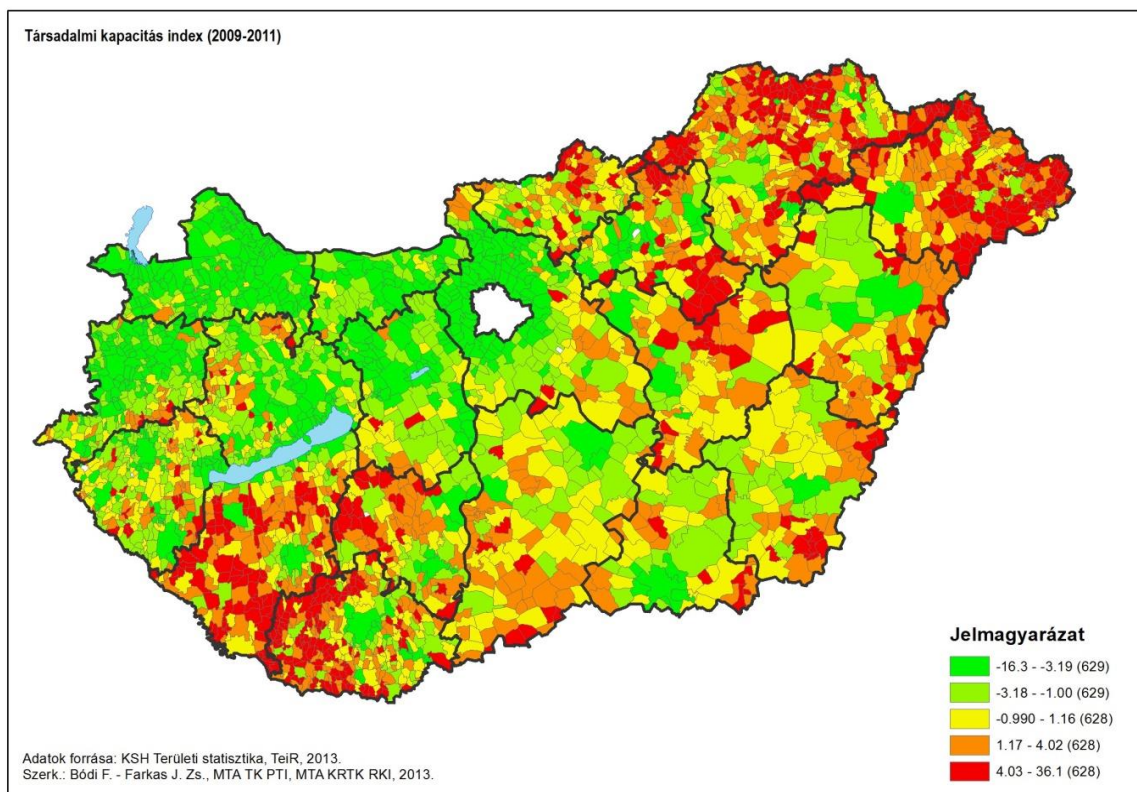 Társadalmi kapacitás index (2009-2011)
Jelmagyarázat
-16.3 - -3.19 (629)
-3.18 - -1.00 (629)
-0.990 - 1.16 (628)
1.17 - 4.02 (628)
4.03 - 36.1 (628)
Adatok forrása: KSH Területi statisztika, TeiR, 2013.
Szerk.: Bódi F. - Farkas J. Zs., MTA TK PTI, MTA KRTK RKI, 2013.